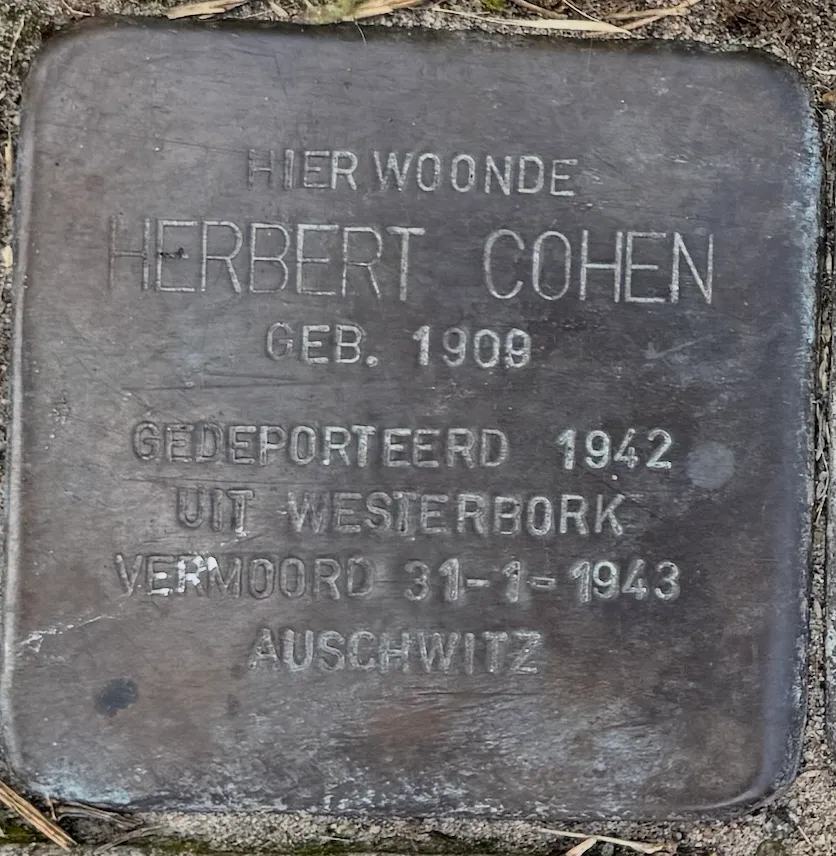 HIER WOONDE
HERBERT COHEN
GEB. 1909
GEDEPORTEERD 1942
UIT WESTERBORK
VERMOORD 31-1-1943
AUSCHWITZ